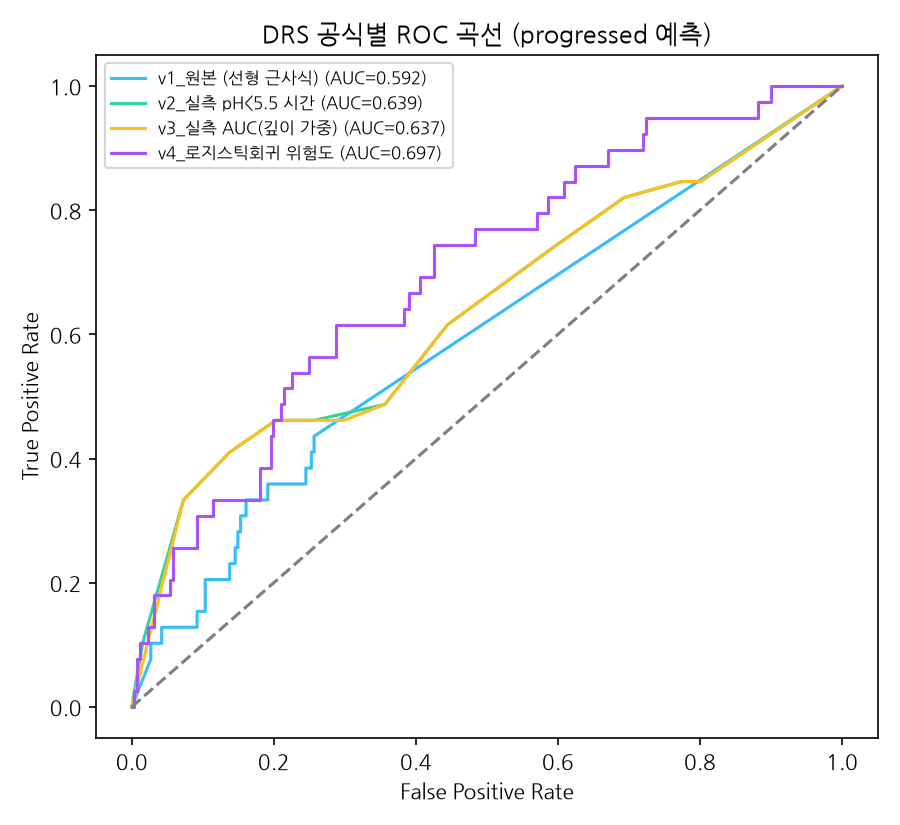 DRS 공식별 ROC 곡선 (progressed 예측)
v1_원본 (선형 근사식) (AUC=0.592)
v2_실측 pH<5.5 시간 (AUC=0.639)
v3_실측 AUC(깊이 가중) (AUC=0.637)
v4_로지스틱회귀 위험도 (AUC=0.697)
True Positive Rate
1.0
0.8
0.6
0.4
0.2
0.0
0.0 0.2 0.4 0.6 0.8 1.0
False Positive Rate